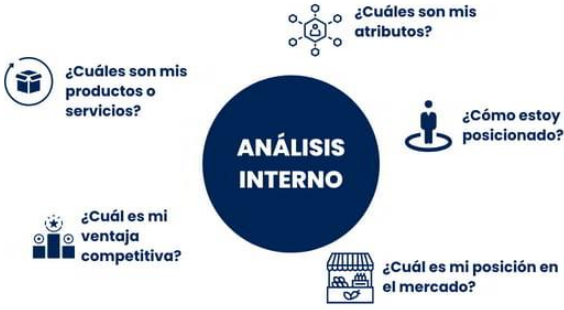 ¿Cuáles son mis
atributos?
¿Cuáles son mis
productos o
servicios?
¿Cómo estoy
posicionado?
ANÁLISIS
INTERNO
¿Cuál es mi
ventaja
competitiva?
¿Cuál es mi posición en
el mercado?